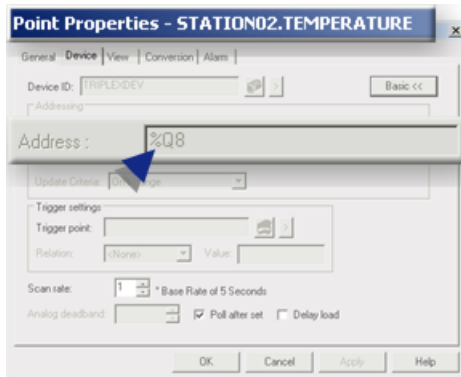 Point Properties - STATION02.TEMPERATURE
x
General Device View Conversion Alarm
Device ID: TRIPLEXDEV > Basic <<
Addressing
Address : %Q8
Update Criteria: On Change
Trigger settings
Trigger point: >
Relation: <None> Value:
Scan rate: 1 * Base Rate of 5 Seconds
Analog deadband: Poll after set Delay load
OK Cancel Apply Help